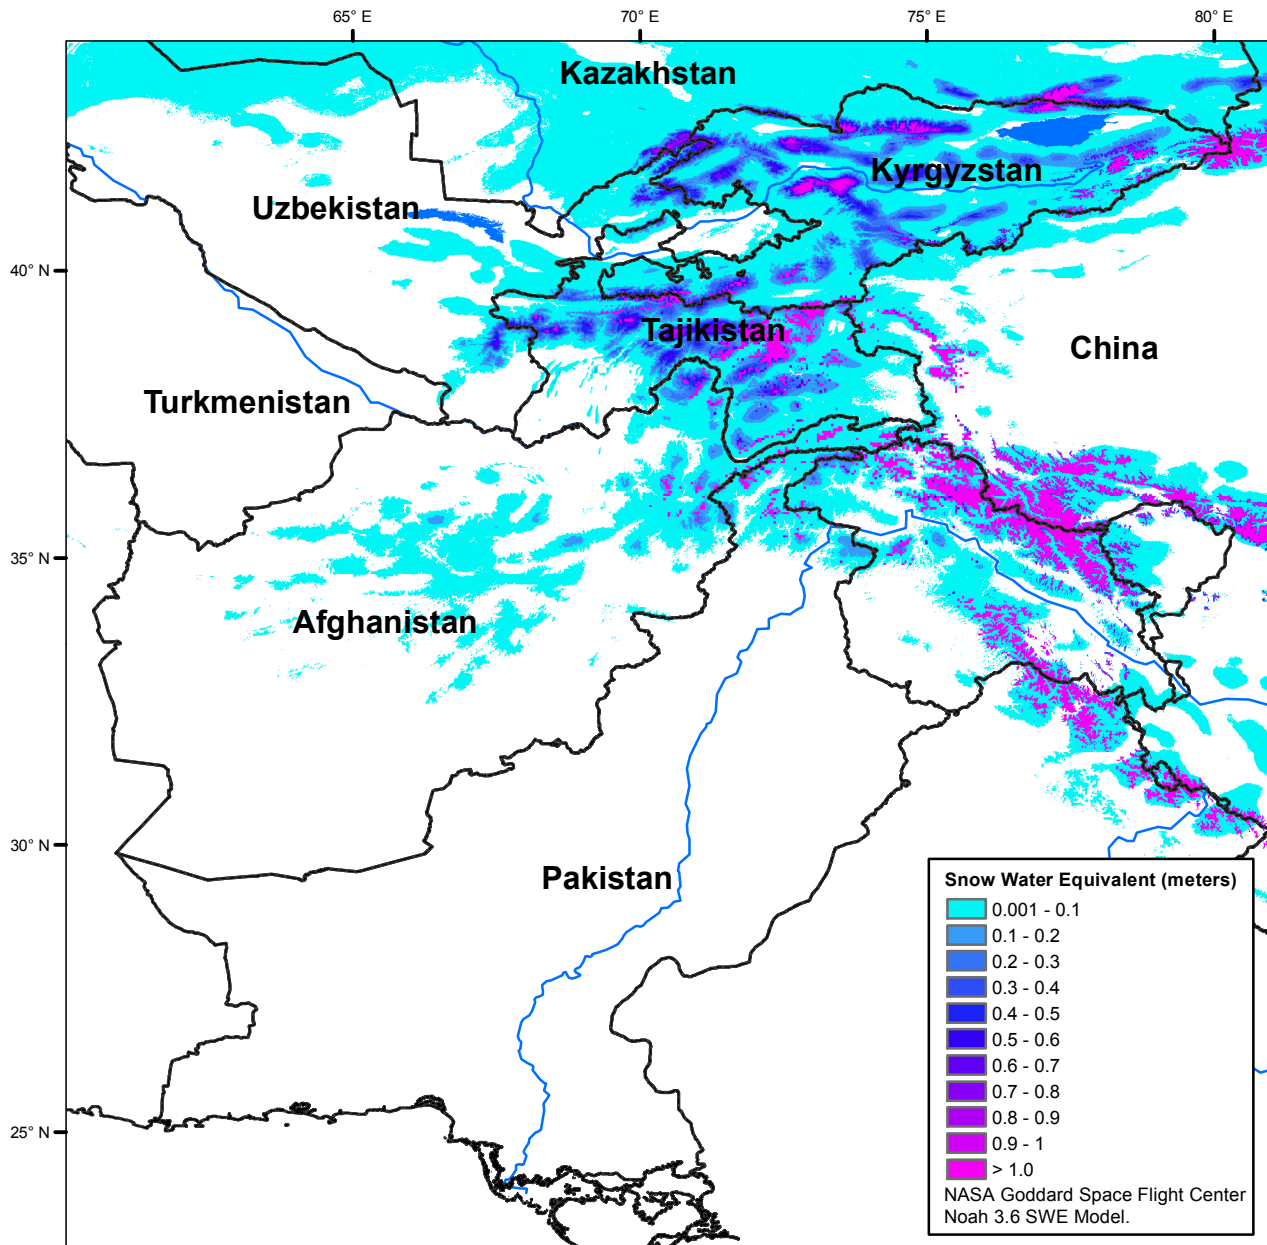 65° E
70° E
75° E
80° E
Kazakhstan
Kyrgyzstan
Uzbekistan
40° N
Tajikistan
China
Turkmenistan
35° N
Afghanistan
30° N
Pakistan
25° N
Snow Water Equivalent (meters)
0.001 - 0.1
0.1 - 0.2
0.2 - 0.3
0.3 - 0.4
0.4 - 0.5
0.5 - 0.6
0.6 - 0.7
0.7 - 0.8
0.8 - 0.9
0.9 - 1
> 1.0
NASA Goddard Space Flight Center
Noah 3.6 SWE Model.